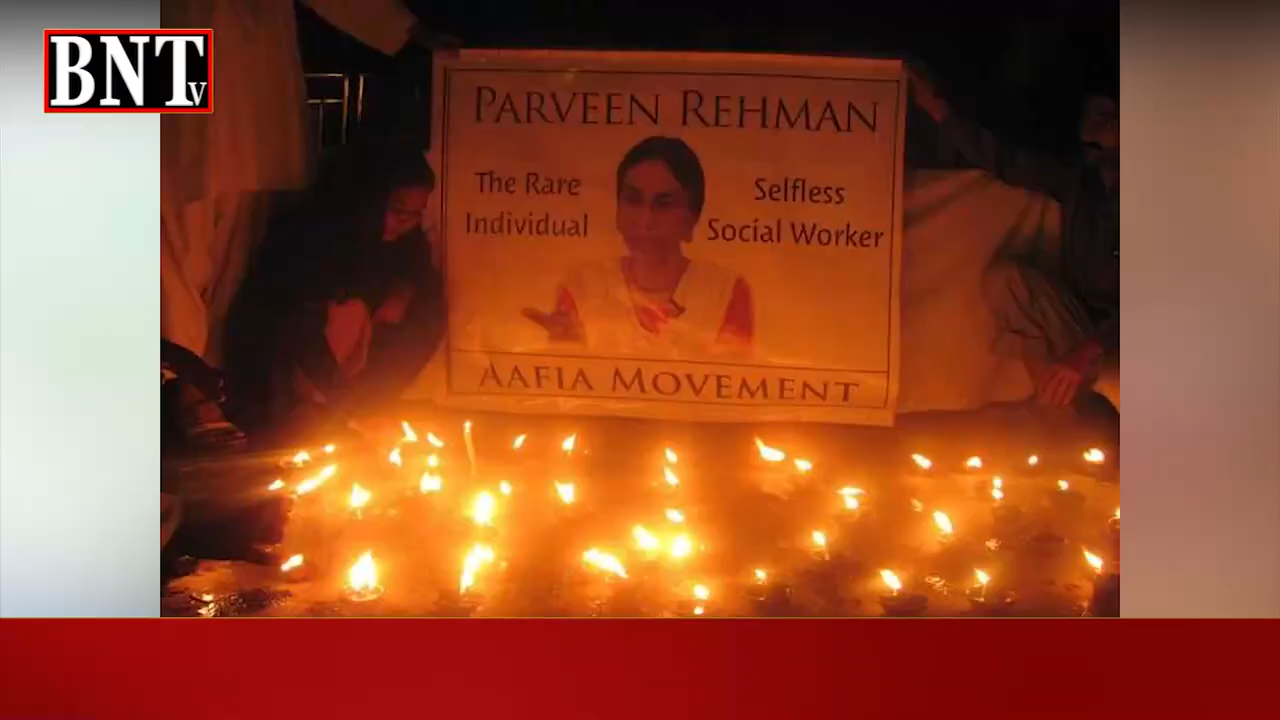 BNTV
PARVEEN REHMAN
The Rare
Individual
Selfless
Social Worker
AAFIA MOVEMENT